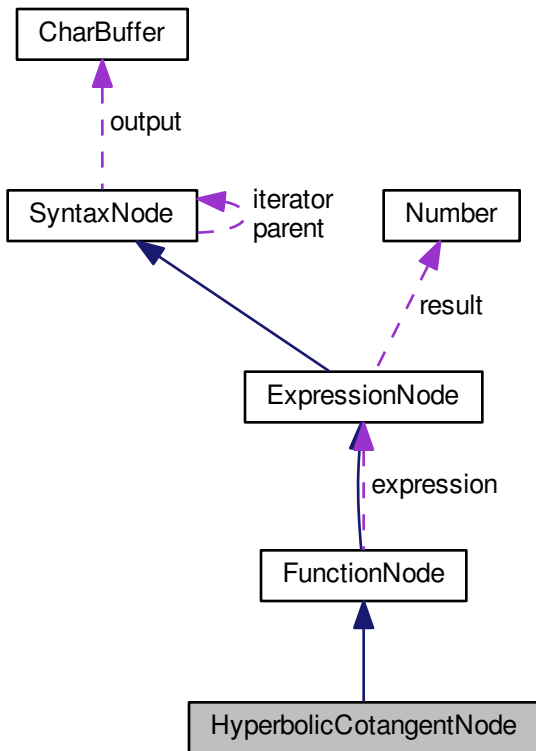 CharBuffer
output
SyntaxNode
iterator
parent
Number
result
ExpressionNode
expression
FunctionNode
HyperbolicCotangentNode